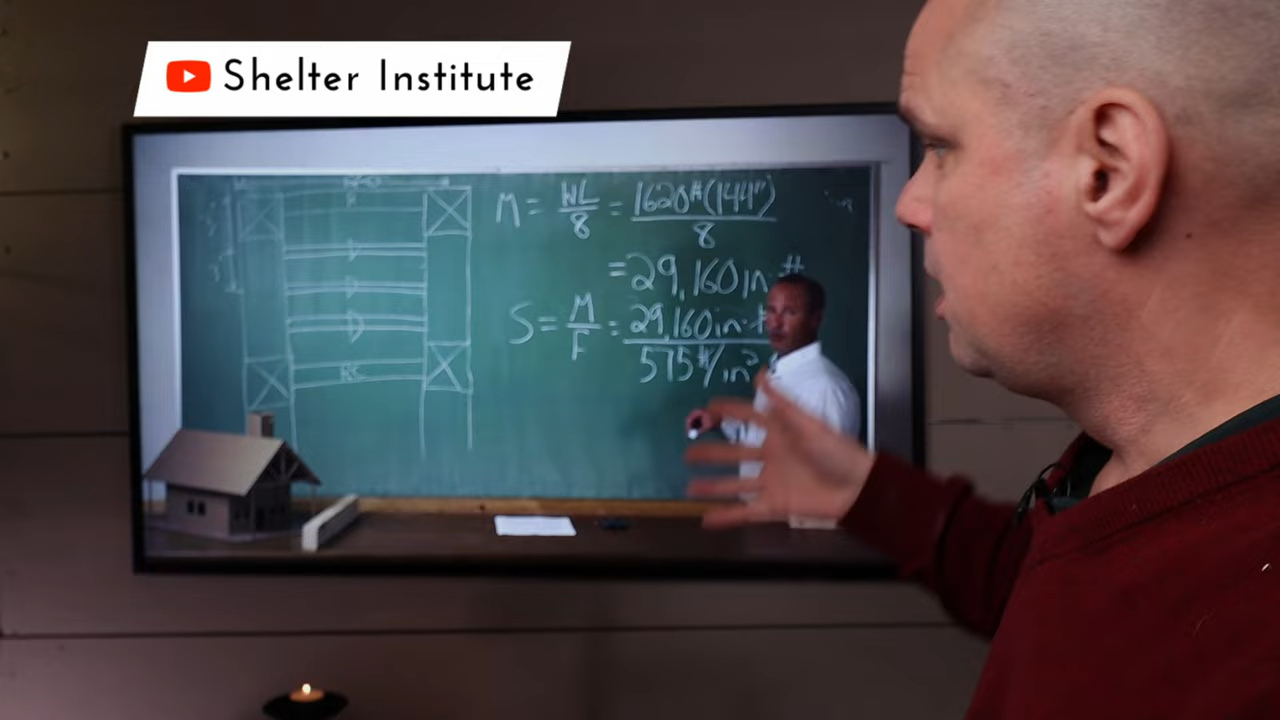 Shelter Institute
M = WL/8 = 1620#(144")/8
= 29,160 in·#
S = M/F = 29,160 in·#/575#/in²